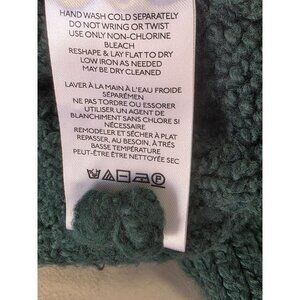 HAND WASH COLD SEPARATELY
DO NOT WRING OR TWIST
USE ONLY NON-CHLORINE
BLEACH
RESHAPE & LAY FLAT TO DRY
LOW IRON AS NEEDED
MAY BE DRY CLEANED
LAVER À LA MAIN À L'EAU FROIDE
SÉPARÉMEN
NE PAS TORDRE OU ESSORER
UTILISER UN AGENT DE
BLANCHIMENT SANS CHLORE SI
NÉCESSAIRE
REMODELER ET SÉCHER À PLAT
REPASSER, AU BESOIN, À TRÈS
BASSE TEMPÉRATURE
PEUT-ÊTRE ÊTRE NETTOYÉE SEC
P